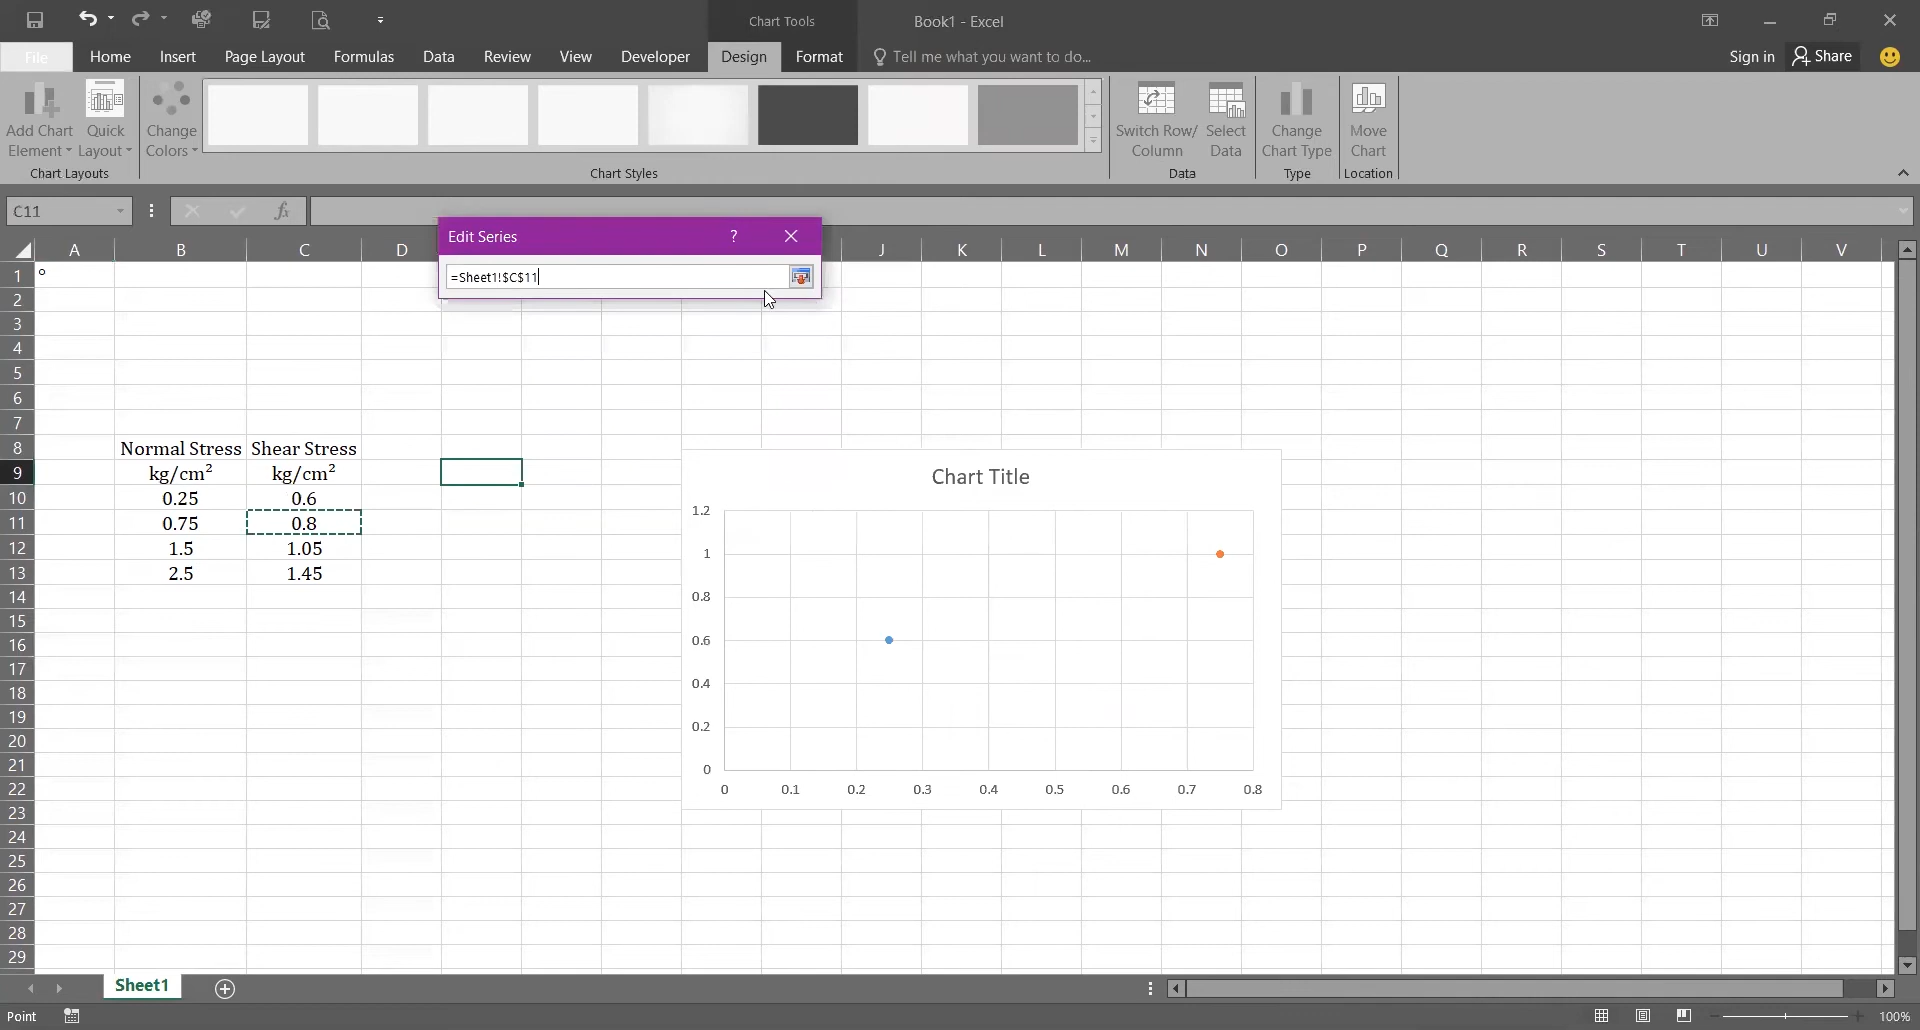 Chart Tools
Book1 - Excel
File
Home
Insert
Page Layout
Formulas
Data
Review
View
Developer
Design
Format
Tell me what you want to do...
Sign in
Share
Add Chart
Element
Quick
Layout
Change
Colors
Switch Row/
Column
Select
Data
Change
Chart Type
Move
Chart
Chart Layouts
Chart Styles
Data
Type
Location
C11
fx
Edit Series
?
=Sheet1!$C$11
A B C D J K L M N O P Q R S T U V
1 °
2
3
4
5
6
7
8 Normal Stress Shear Stress
9 kg/cm² kg/cm²
10 0.25 0.6
11 0.75 0.8
12 1.5 1.05
13 2.5 1.45
14
15
16
17
18
19
20
21
22
23
24
25
26
27
28
29
Chart Title
1.2
1
0.8
0.6
0.4
0.2
0
0 0.1 0.2 0.3 0.4 0.5 0.6 0.7 0.8
Sheet1
Point
100%